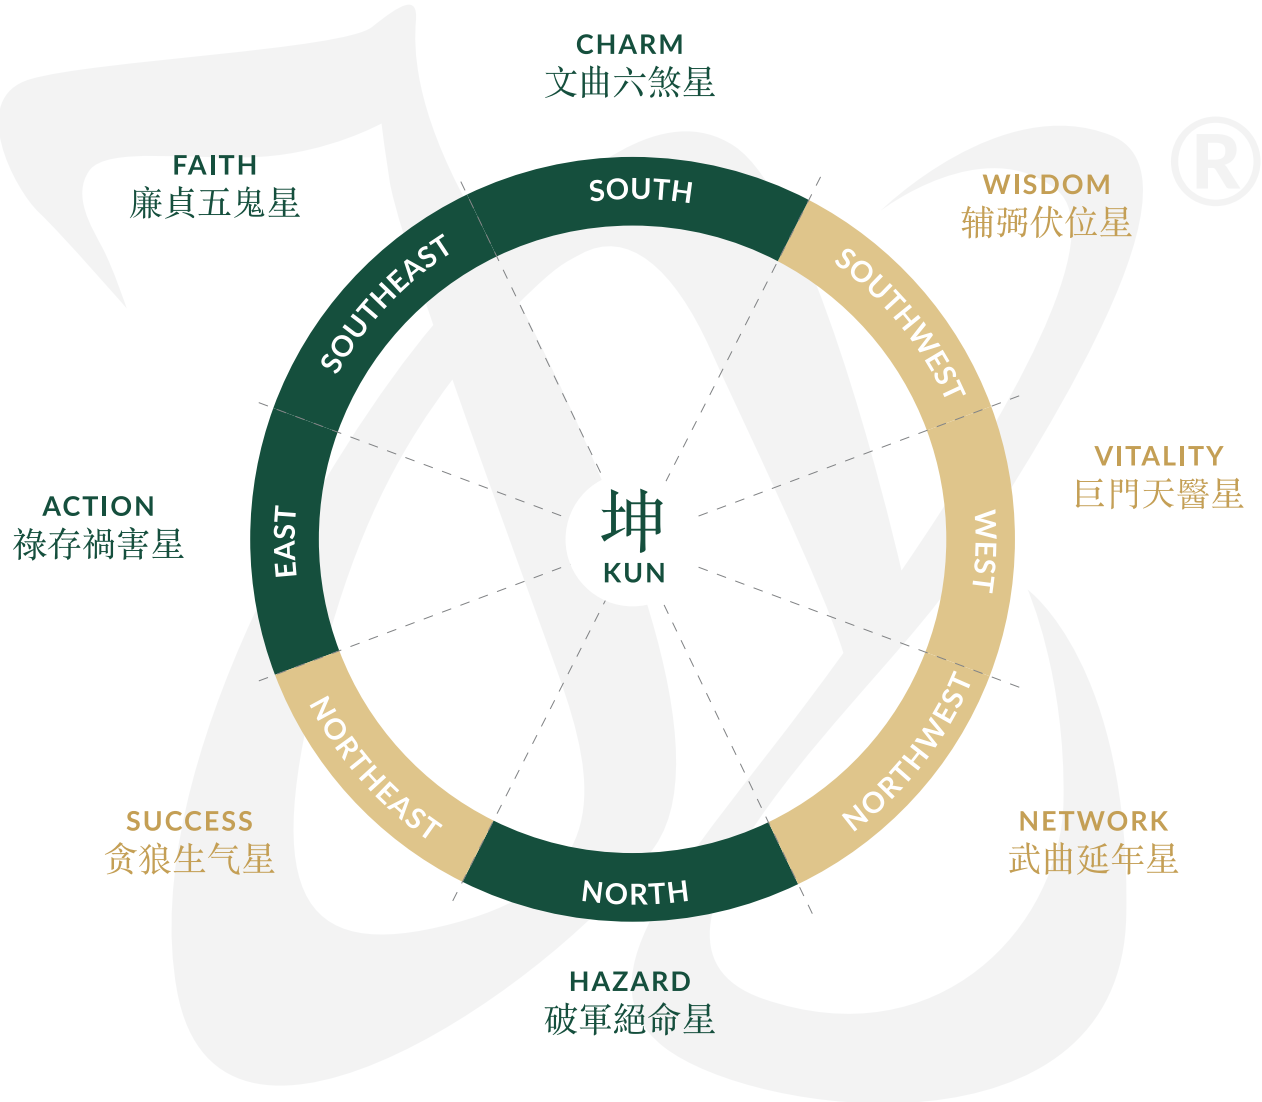 CHARM
文曲六煞星
FAITH
廉貞五鬼星
WISDOM
辅弼伏位星
SOUTH
SOUTHEAST
SOUTHWEST
VITALITY
巨門天醫星
ACTION
祿存禍害星
EAST
坤
KUN
WEST
NORTHEAST
NORTHWEST
SUCCESS
贪狼生气星
NETWORK
武曲延年星
NORTH
HAZARD
破軍絕命星
®